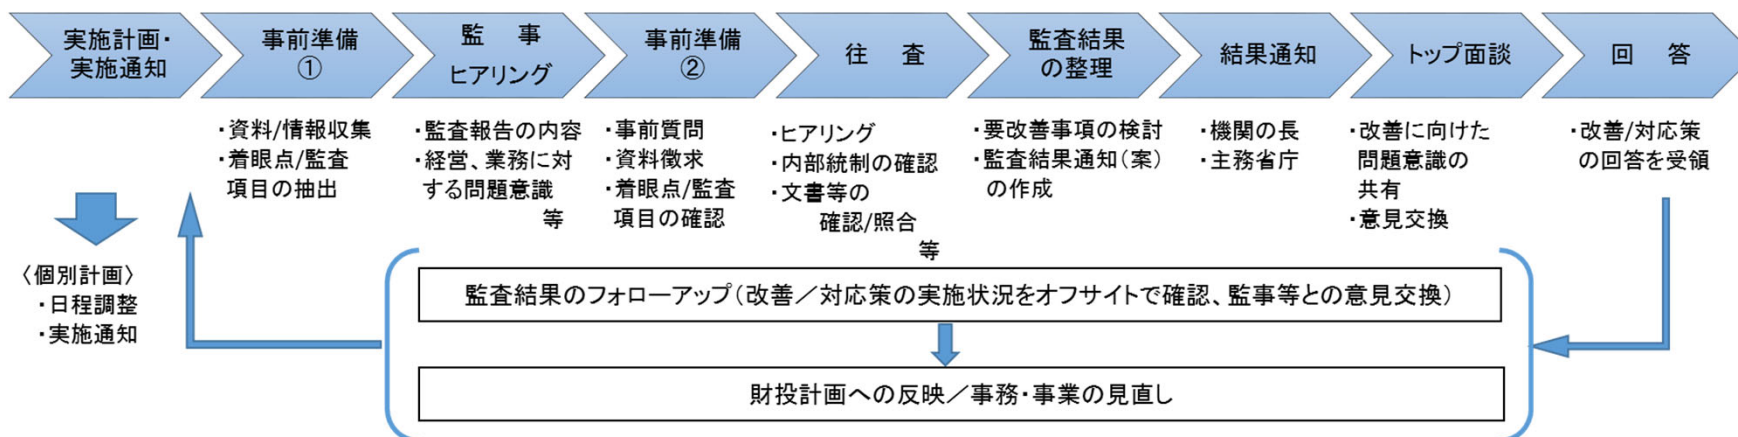 実施計画・
実施通知
事前準備
①
監　事
ヒアリング
事前準備
②
往　査
監査結果
の整理
結果通知
トップ面談
回　答
・資料/情報収集
・着眼点/監査
項目の抽出
・監査報告の内容
・経営、業務に対
する問題意識
等
・事前質問
・資料徴求
・着眼点/監査
項目の確認
・ヒアリング
・内部統制の確認
・文書等の
確認/照合
等
・要改善事項の検討
・監査結果通知（案）
の作成
・機関の長
・主務省庁
・改善に向けた
問題意識の
共有
・意見交換
・改善/対応策
の回答を受領
〈個別計画〉
・日程調整
・実施通知
監査結果のフォローアップ（改善／対応策の実施状況をオフサイトで確認、監事等との意見交換）
財投計画への反映／事務・事業の見直し